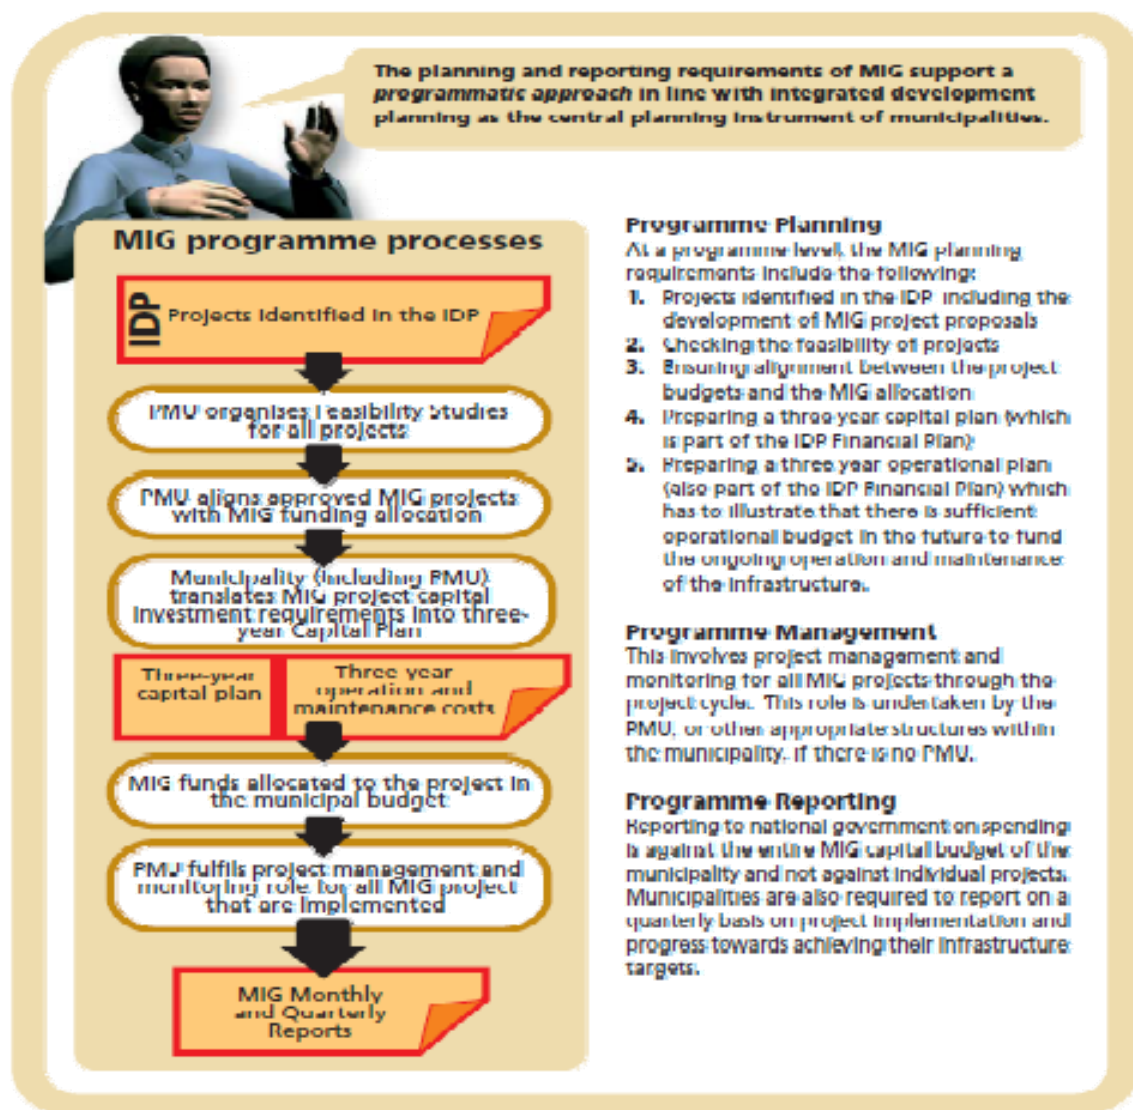 The planning and reporting requirements of MIG support a
programmatic approach in line with integrated development
planning as the central planning instrument of municipalities.
MIG programme processes
IDP
Projects identified in the IDP
PMU organises Feasibility Studies
for all projects
PMU aligns approved MIG projects
with MIG funding allocation
Municipality (including PMU)
translates MIG project capital
investment requirements into three-
year Capital Plan
Three-year
capital plan
Three year
operation and
maintenance costs
MIG funds allocated to the project in
the municipal budget
PMU fulfils project management and
monitoring role for all MIG project
that are implemented
MIG Monthly
and Quarterly
Reports
Programme Planning
At a programme level, the MIG planning
requirements include the following:
1. Projects identified in the IDP including the
development of MIG project proposals
2. Checking the feasibility of projects
3. Ensuring alignment between the project
budgets and the MIG allocation
4. Preparing a three year capital plan (which
is part of the IDP Financial Plan)
5. Preparing a three year operational plan
(also part of the IDP Financial Plan) which
has to illustrate that there is sufficient
operational budget in the future to fund
the ongoing operation and maintenance
of the infrastructure.
Programme Management
This involves project management and
monitoring for all MIG projects through the
project cycle. This role is undertaken by the
PMU, or other appropriate structures within
the municipality, if there is no PMU.
Programme Reporting
Reporting to national government on spending
is against the entire MIG capital budget of the
municipality and not against individual projects.
Municipalities are also required to report on a
quarterly basis on project implementation and
progress towards achieving their infrastructure
targets.